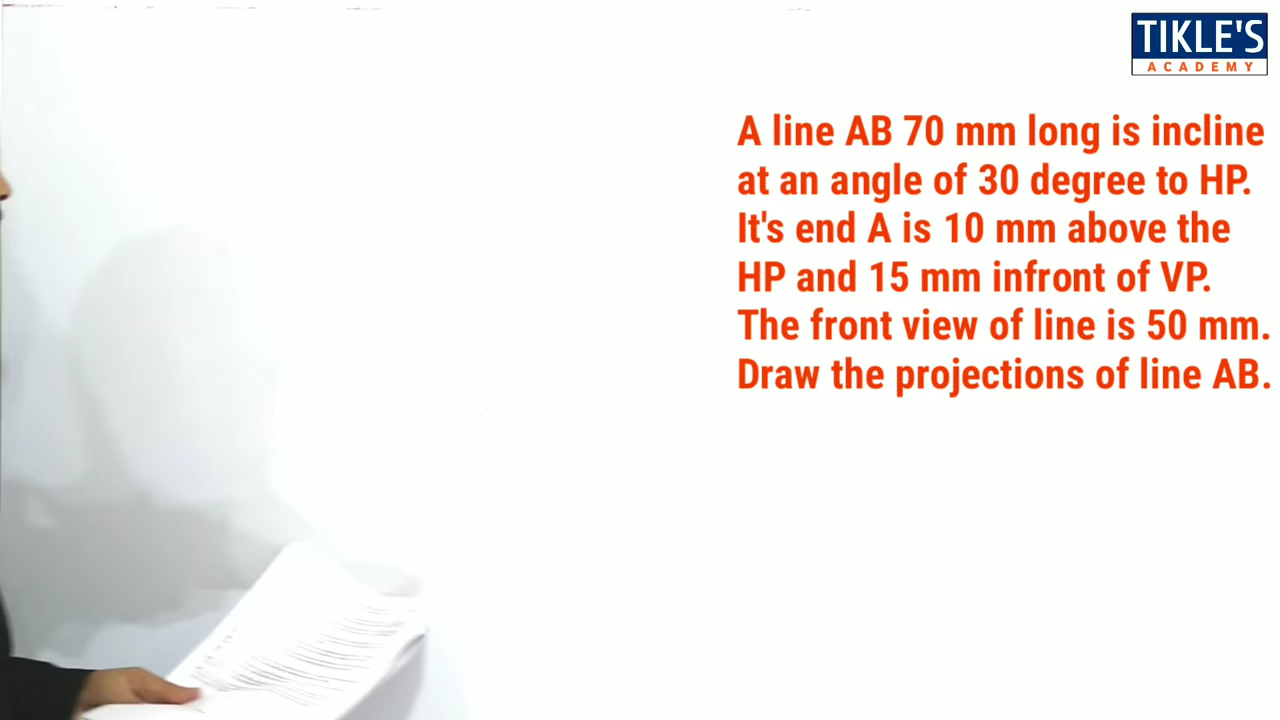 TIKLE'S
ACADEMY
A line AB 70 mm long is incline
at an angle of 30 degree to HP.
It's end A is 10 mm above the
HP and 15 mm infront of VP.
The front view of line is 50 mm.
Draw the projections of line AB.